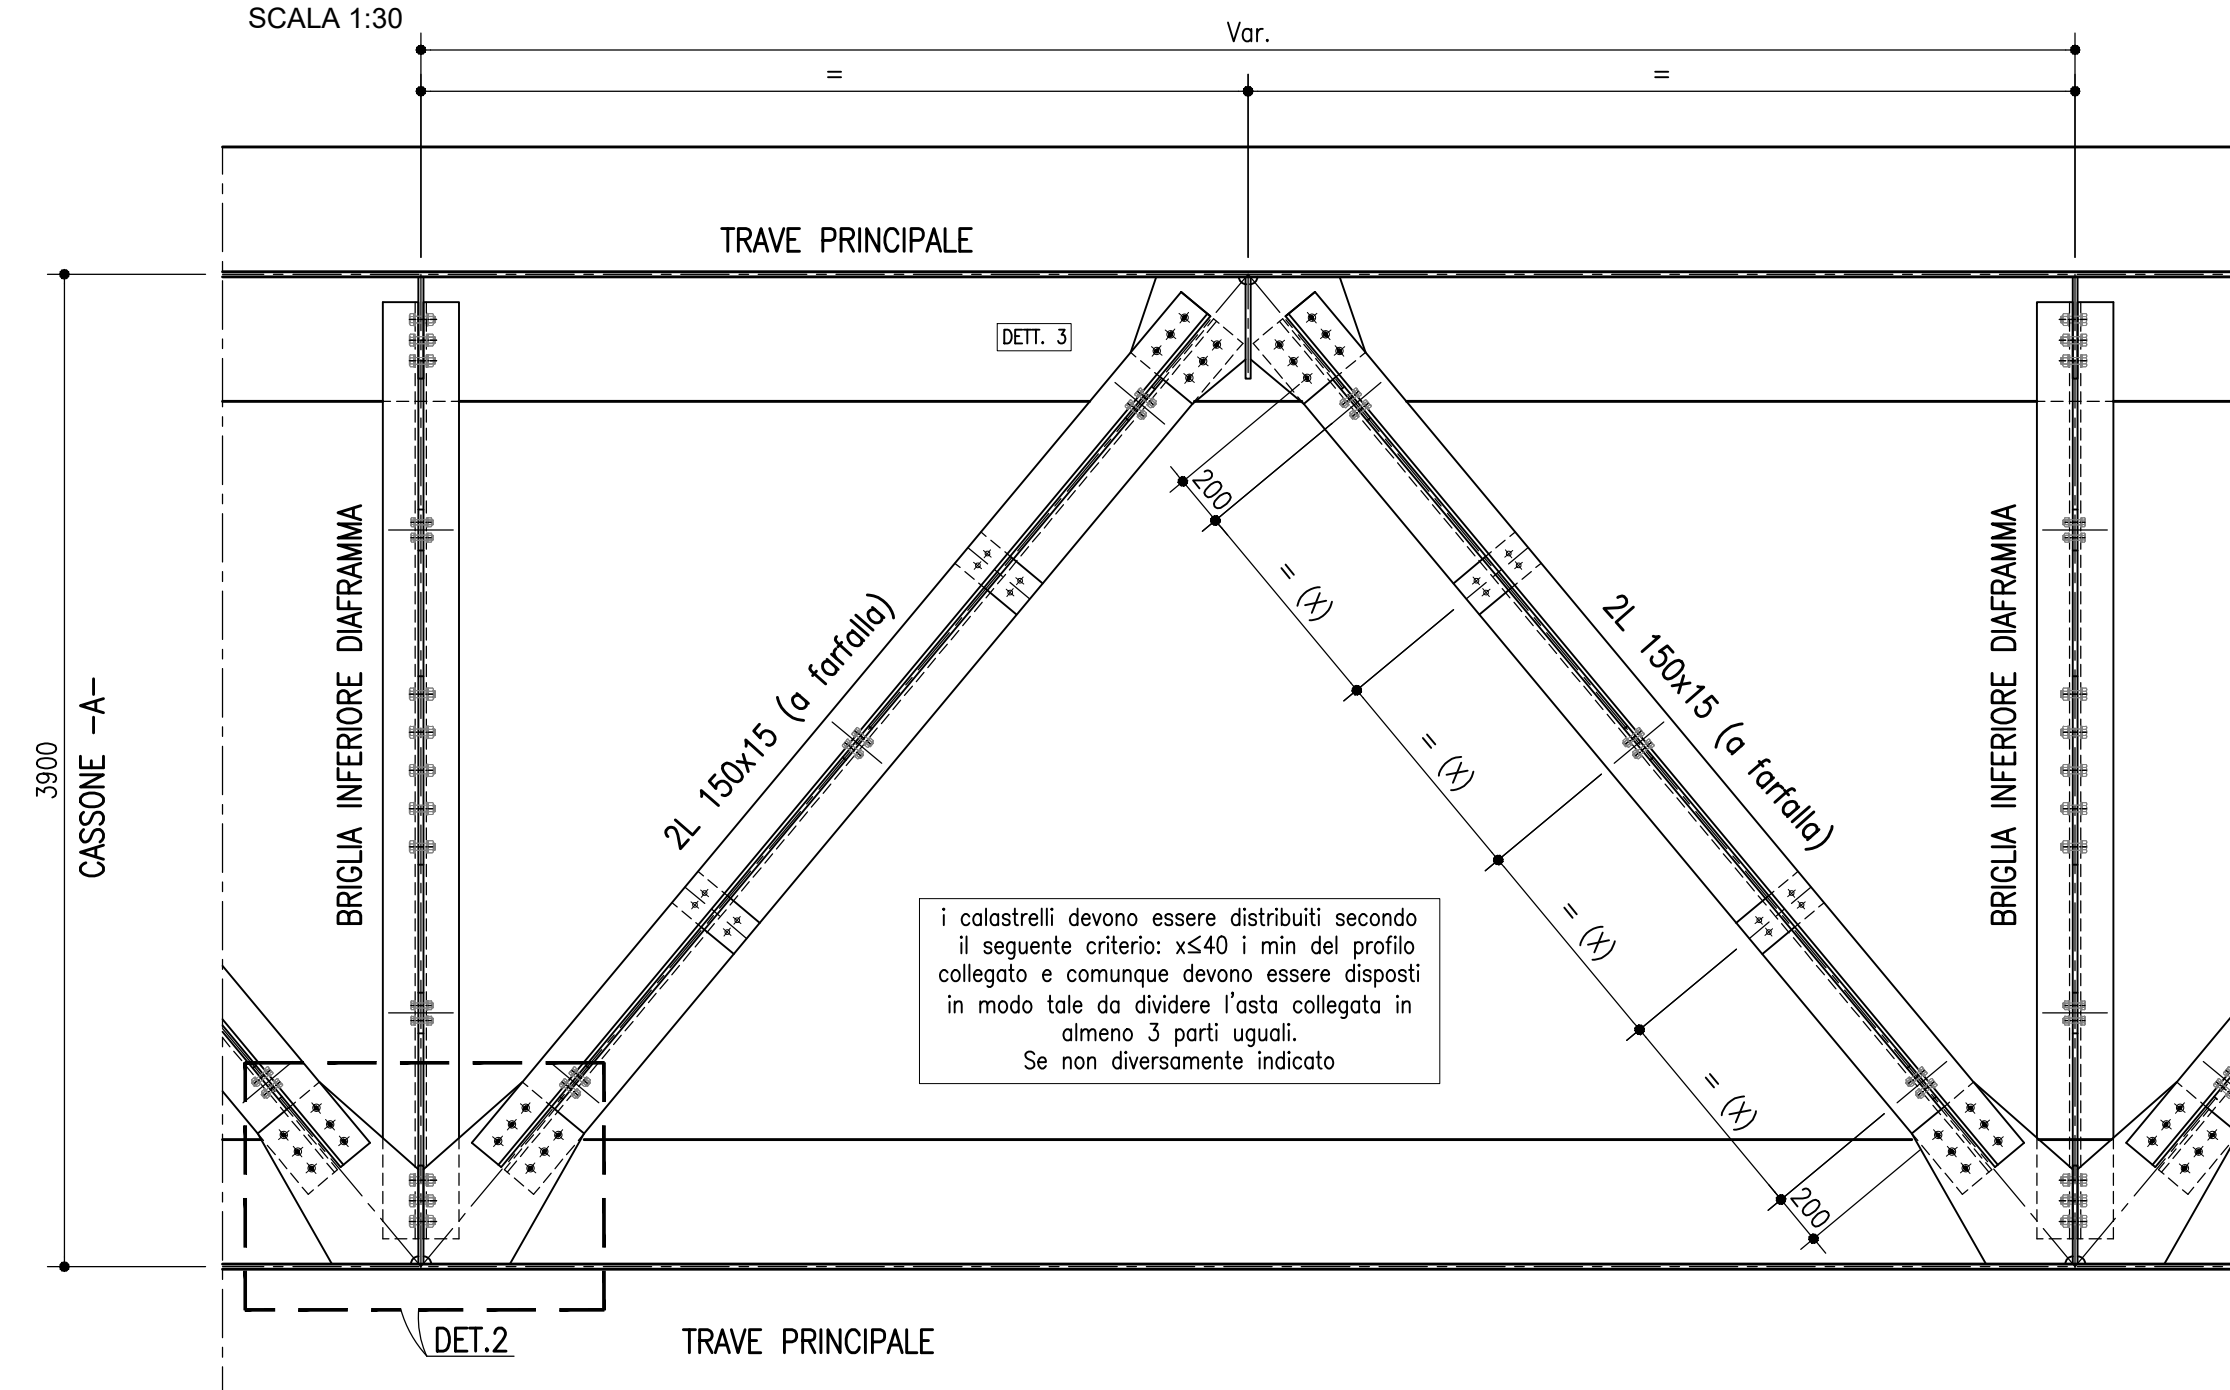 SCALA 1:30
Var.
=
=
TRAVE PRINCIPALE
DETT. 3
200
= (X)
= (X)
= (X)
= (X)
200
BRIGLIA INFERIORE DIAFRAMMA
2L 150x15 (a farfalla)
2L 150x15 (a farfalla)
BRIGLIA INFERIORE DIAFRAMMA
3900
CASSONE -A-
i calastrelli devono essere distribuiti secondo
il seguente criterio: x≤40 i min del profilo
collegato e comunque devono essere disposti
in modo tale da dividere l'asta collegata in
almeno 3 parti uguali.
Se non diversamente indicato
DET.2
TRAVE PRINCIPALE